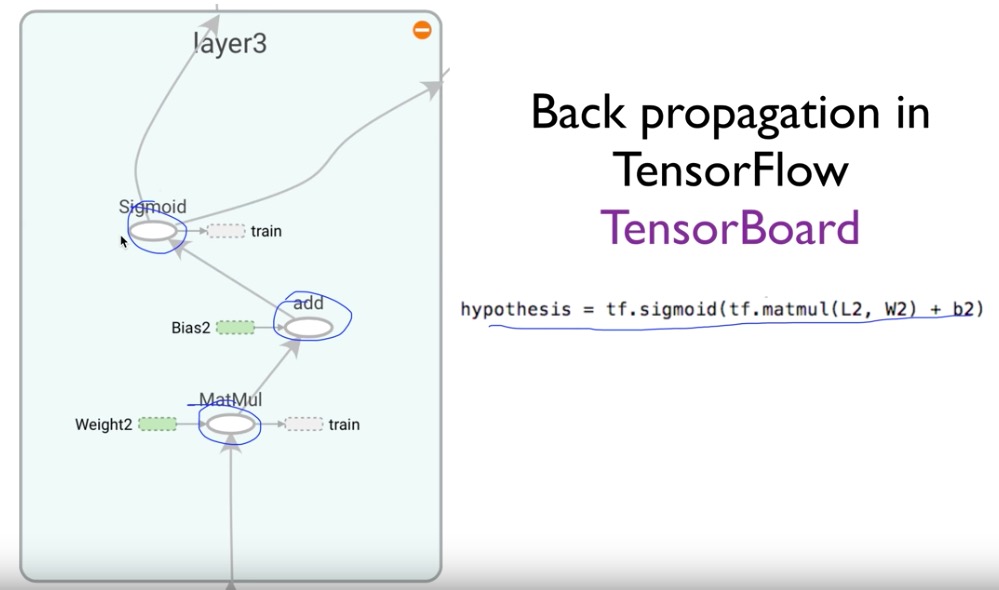 layer3
Sigmoid
train
add
Bias2
MatMul
Weight2
train
Back propagation in
TensorFlow
TensorBoard
hypothesis = tf.sigmoid(tf.matmul(L2, W2) + b2)